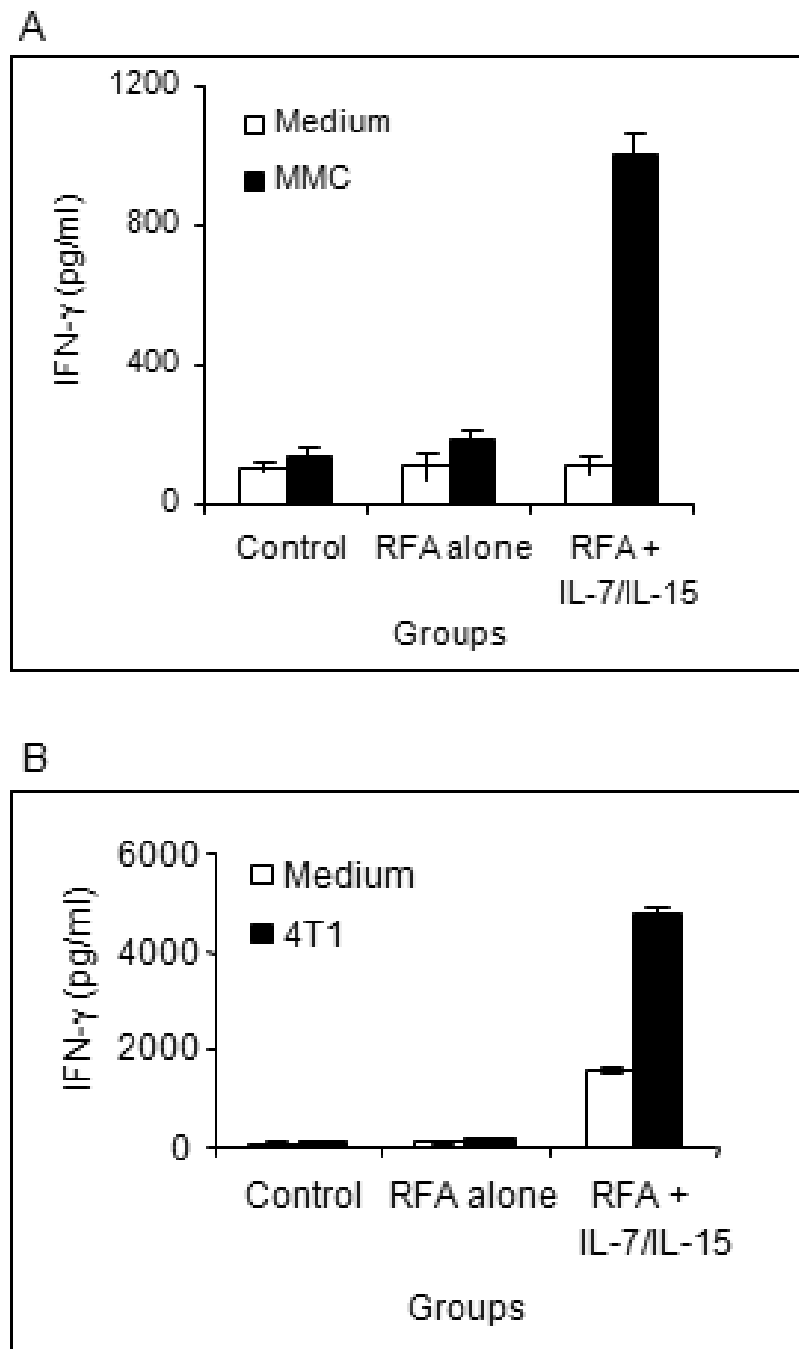 A
1200
800
400
0
IFN-γ (pg/ml)
Medium
MMC
Control RFA alone RFA +
IL-7/IL-15
Groups
B
6000
4000
2000
0
IFN-γ (pg/ml)
Medium
4T1
Control RFA alone RFA +
IL-7/IL-15
Groups